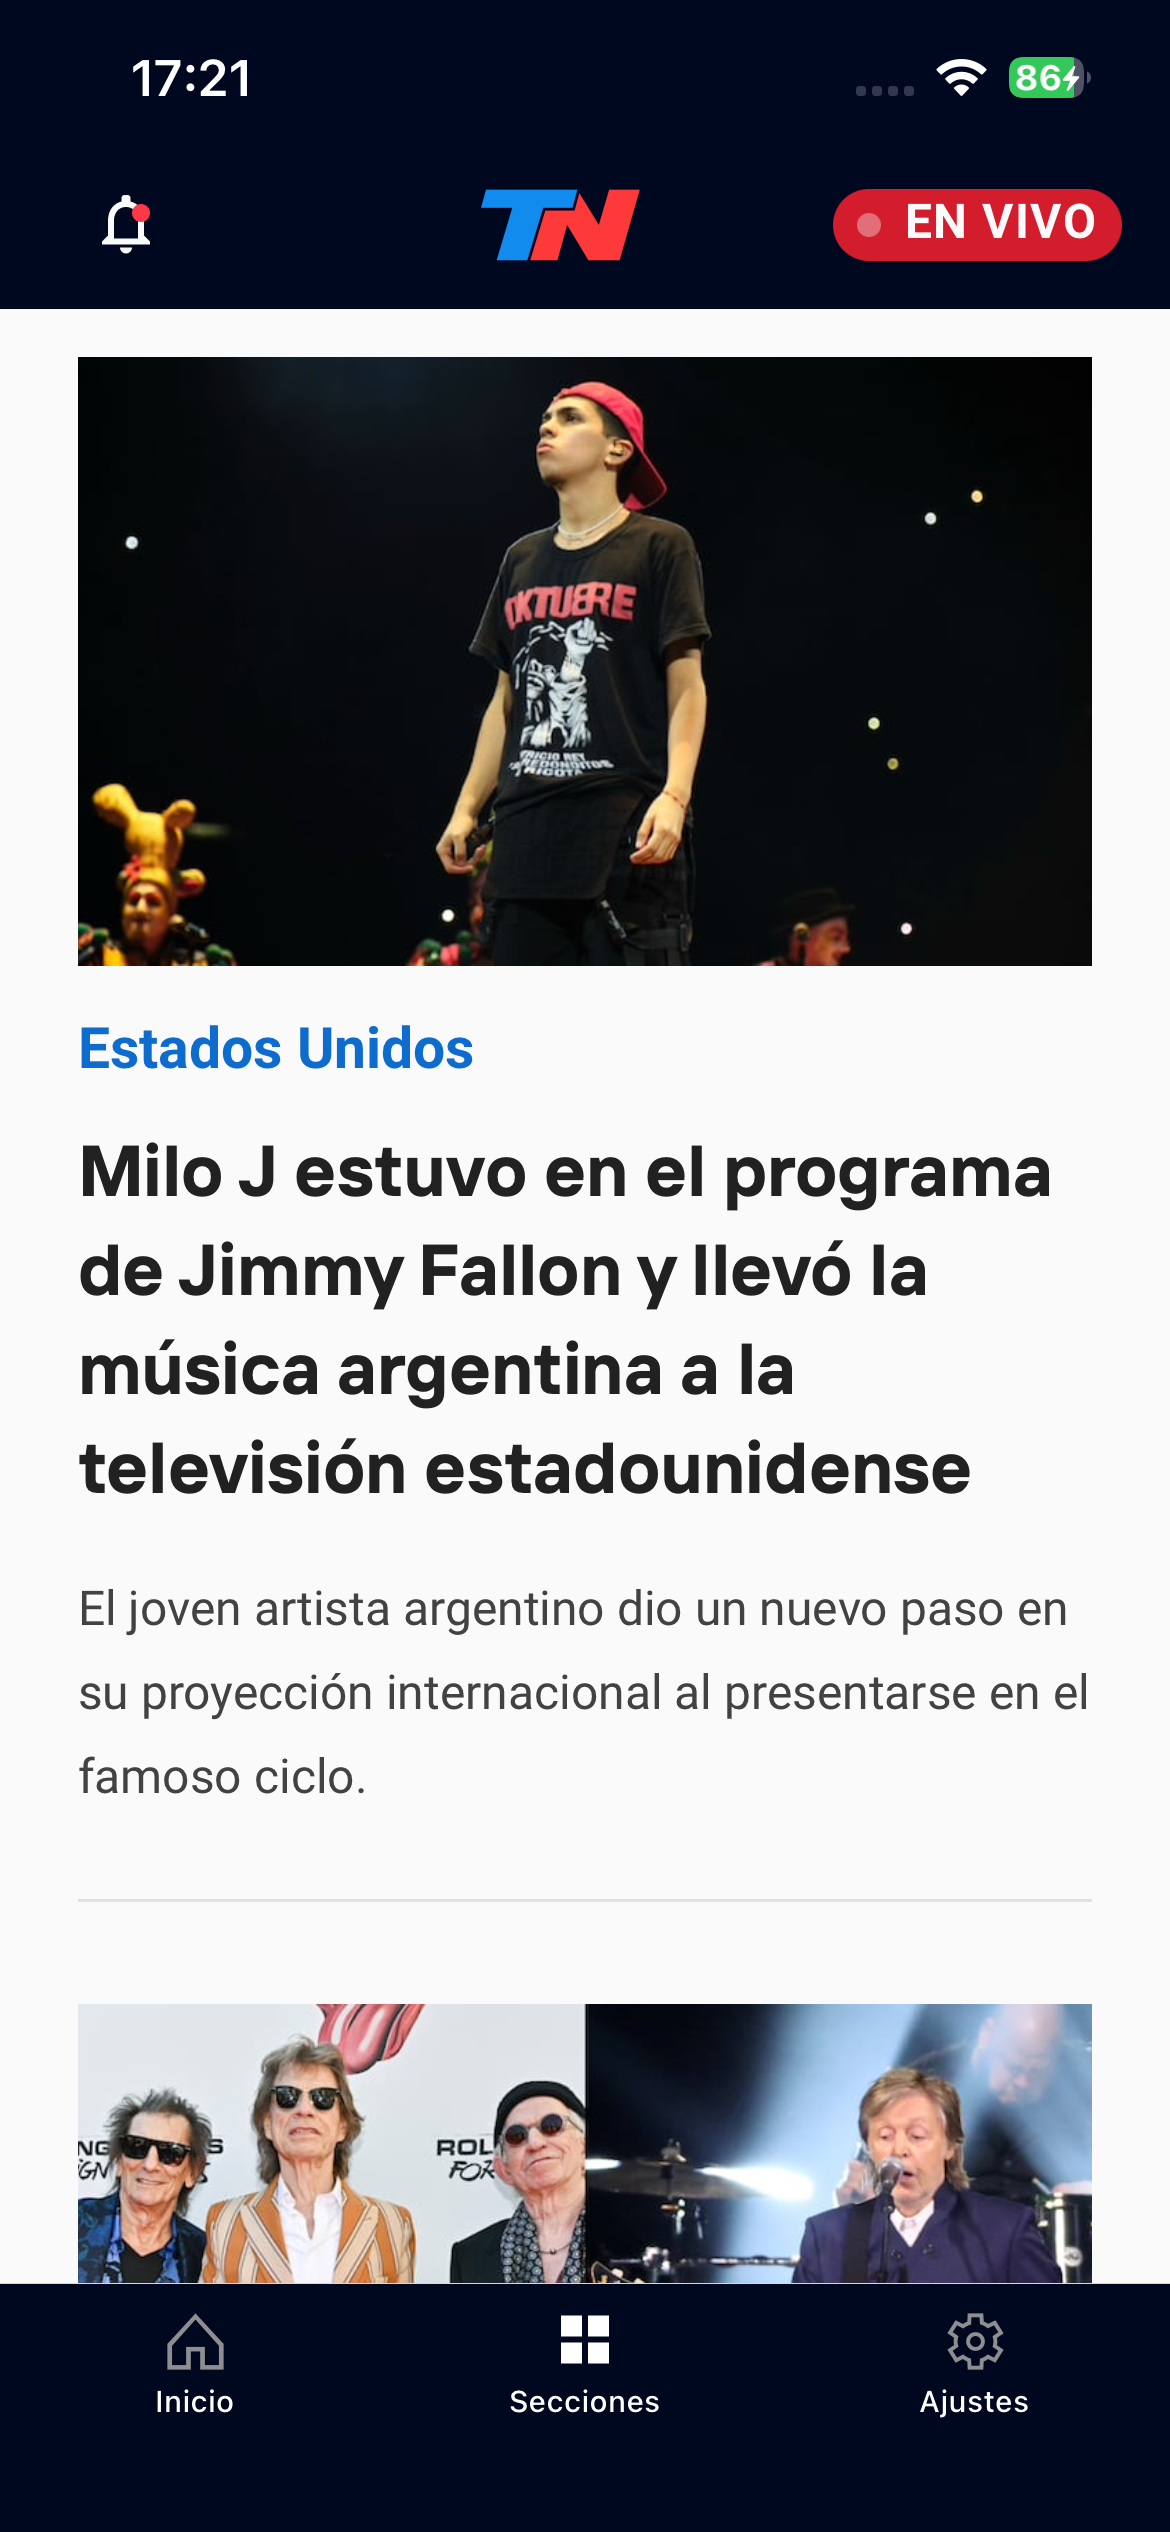 17:21
86
TN
EN VIVO
OKTUBRE
Estados Unidos
Milo J estuvo en el programa
de Jimmy Fallon y llevó la
música argentina a la
televisión estadounidense
El joven artista argentino dio un nuevo paso en
su proyección internacional al presentarse en el
famoso ciclo.
ROL
FOR
Inicio
Secciones
Ajustes